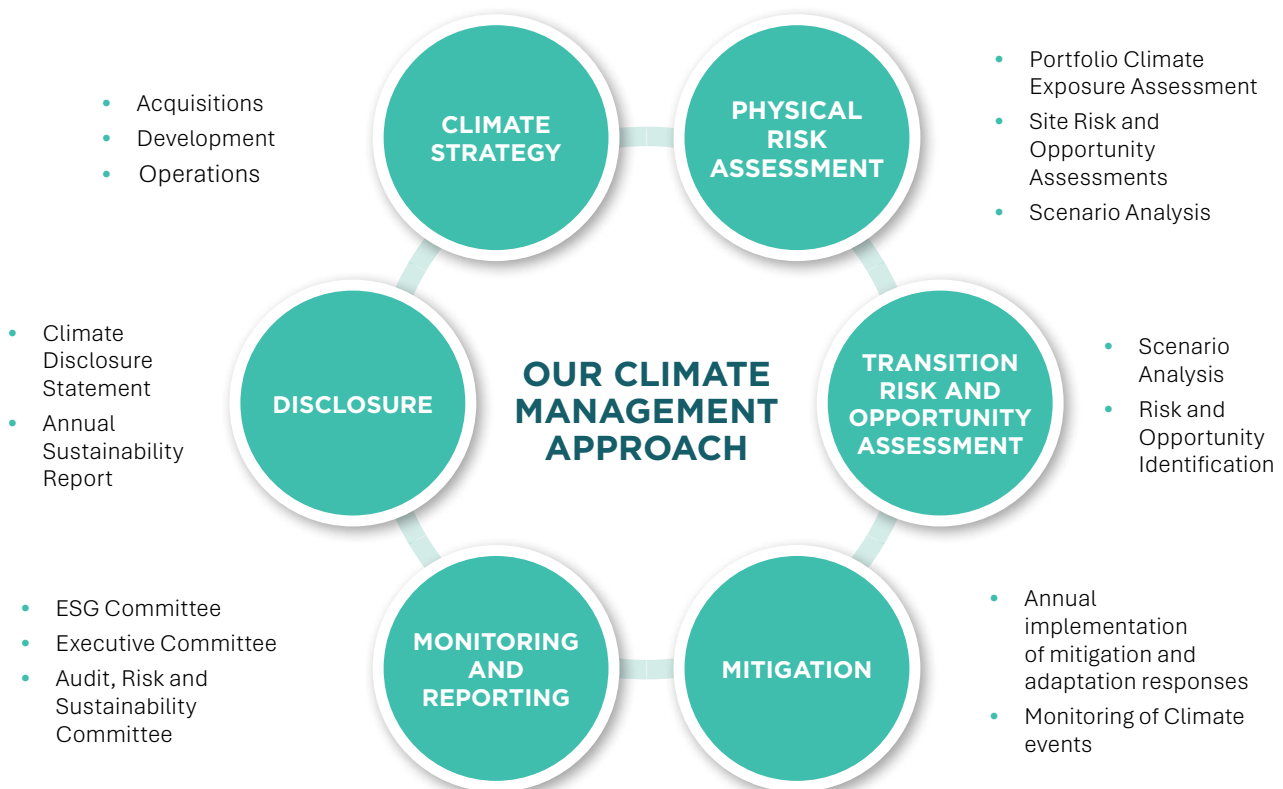 OUR CLIMATE
MANAGEMENT
APPROACH
CLIMATE
STRATEGY
• Acquisitions
• Development
• Operations
PHYSICAL
RISK
ASSESSMENT
• Portfolio Climate
Exposure Assessment
• Site Risk and
Opportunity
Assessments
• Scenario Analysis
TRANSITION
RISK AND
OPPORTUNITY
ASSESSMENT
• Scenario
Analysis
• Risk and
Opportunity
Identification
MITIGATION
• Annual
implementation
of mitigation and
adaptation responses
• Monitoring of Climate
events
MONITORING
AND
REPORTING
• ESG Committee
• Executive Committee
• Audit, Risk and
Sustainability
Committee
DISCLOSURE
• Climate
Disclosure
Statement
• Annual
Sustainability
Report